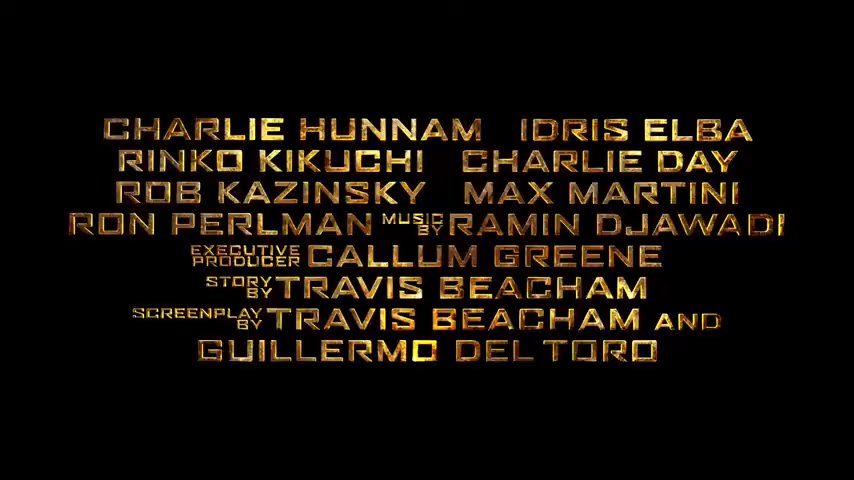 CHARLIE HUNNAM IDRIS ELBA
RINKO KIKUCHI CHARLIE DAY
ROB KAZINSKY MAX MARTINI
RON PERLMAN MUSIC BY RAMIN DJAWADI
EXECUTIVE PRODUCER CALLUM GREENE
STORY BY TRAVIS BEACHAM
SCREENPLAY BY TRAVIS BEACHAM AND
GUILLERMO DEL TORO